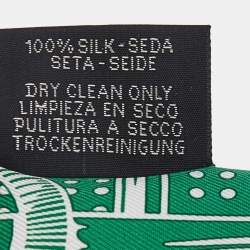 100% SILK-SEDA
SETA-SEIDE
DRY CLEAN ONLY
LIMPIEZA EN SECO
PULITURA A SECCO
TROCKENREINIGUNG